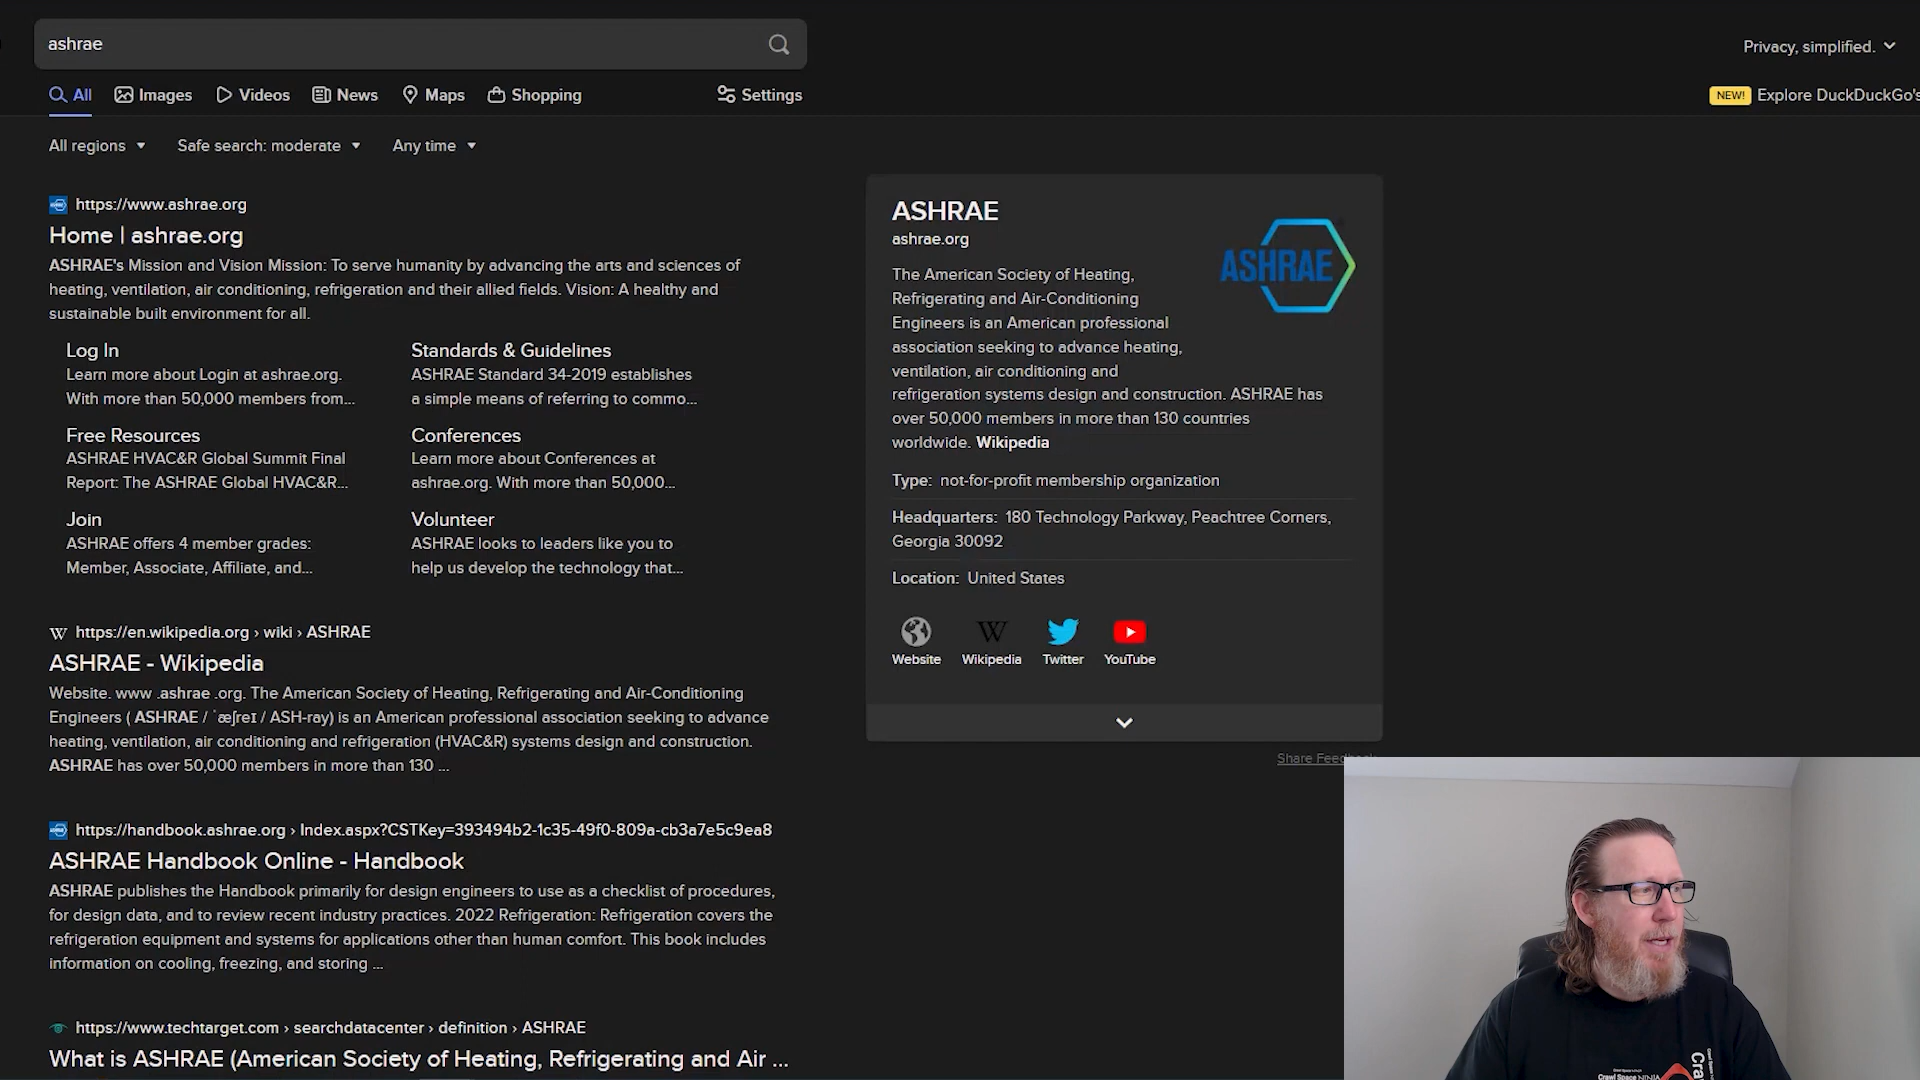 ashrae
Privacy, simplified.
All Images Videos News Maps Shopping Settings
NEW! Explore DuckDuckGo's
All regions Safe search: moderate Any time
https://www.ashrae.org
Home | ashrae.org
ASHRAE's Mission and Vision Mission: To serve humanity by advancing the arts and sciences of
heating, ventilation, air conditioning, refrigeration and their allied fields. Vision: A healthy and
sustainable built environment for all.
Log In
Learn more about Login at ashrae.org.
With more than 50,000 members from...
Standards & Guidelines
ASHRAE Standard 34-2019 establishes
a simple means of referring to commo...
Free Resources
ASHRAE HVAC&R Global Summit Final
Report: The ASHRAE Global HVAC&R...
Conferences
Learn more about Conferences at
ashrae.org. With more than 50,000...
Join
ASHRAE offers 4 member grades:
Member, Associate, Affiliate, and...
Volunteer
ASHRAE looks to leaders like you to
help us develop the technology that...
https://en.wikipedia.org › wiki › ASHRAE
ASHRAE - Wikipedia
Website. www .ashrae .org. The American Society of Heating, Refrigerating and Air-Conditioning
Engineers ( ASHRAE / ˈæʃreɪ / ASH-ray) is an American professional association seeking to advance
heating, ventilation, air conditioning and refrigeration (HVAC&R) systems design and construction.
ASHRAE has over 50,000 members in more than 130 ...
https://handbook.ashrae.org › Index.aspx?CSTKey=393494b2-1c35-49f0-809a-cb3a7e5c9ea8
ASHRAE Handbook Online - Handbook
ASHRAE publishes the Handbook primarily for design engineers to use as a checklist of procedures,
for design data, and to review recent industry practices. 2022 Refrigeration: Refrigeration covers the
refrigeration equipment and systems for applications other than human comfort. This book includes
information on cooling, freezing, and storing ...
https://www.techtarget.com › searchdatacenter › definition › ASHRAE
What is ASHRAE (American Society of Heating, Refrigerating and Air ...
ASHRAE
ashrae.org
ASHRAE
The American Society of Heating,
Refrigerating and Air-Conditioning
Engineers is an American professional
association seeking to advance heating,
ventilation, air conditioning and
refrigeration systems design and construction. ASHRAE has
over 50,000 members in more than 130 countries
worldwide. Wikipedia
Type: not-for-profit membership organization
Headquarters: 180 Technology Parkway, Peachtree Corners,
Georgia 30092
Location: United States
Website Wikipedia Twitter YouTube
Share Feedback
Crawl Space NINJA